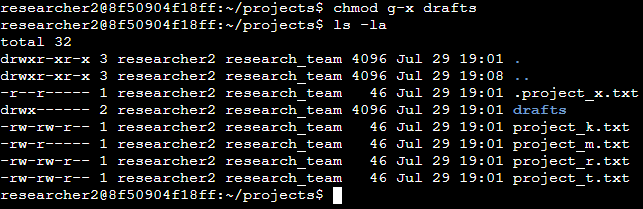 researcher2@8f50904f18ff:~/projects$ chmod g-x drafts
researcher2@8f50904f18ff:~/projects$ ls -la
total 32
drwxr-xr-x 3 researcher2 research_team 4096 Jul 29 19:01 .
drwxr-xr-x 3 researcher2 research_team 4096 Jul 29 19:08 ..
-r--r----- 1 researcher2 research_team   46 Jul 29 19:01 .project_x.txt
drwx------ 2 researcher2 research_team 4096 Jul 29 19:01 drafts
-rw-rw-r-- 1 researcher2 research_team   46 Jul 29 19:01 project_k.txt
-rw-r----- 1 researcher2 research_team   46 Jul 29 19:01 project_m.txt
-rw-rw-r-- 1 researcher2 research_team   46 Jul 29 19:01 project_r.txt
-rw-rw-r-- 1 researcher2 research_team   46 Jul 29 19:01 project_t.txt
researcher2@8f50904f18ff:~/projects$